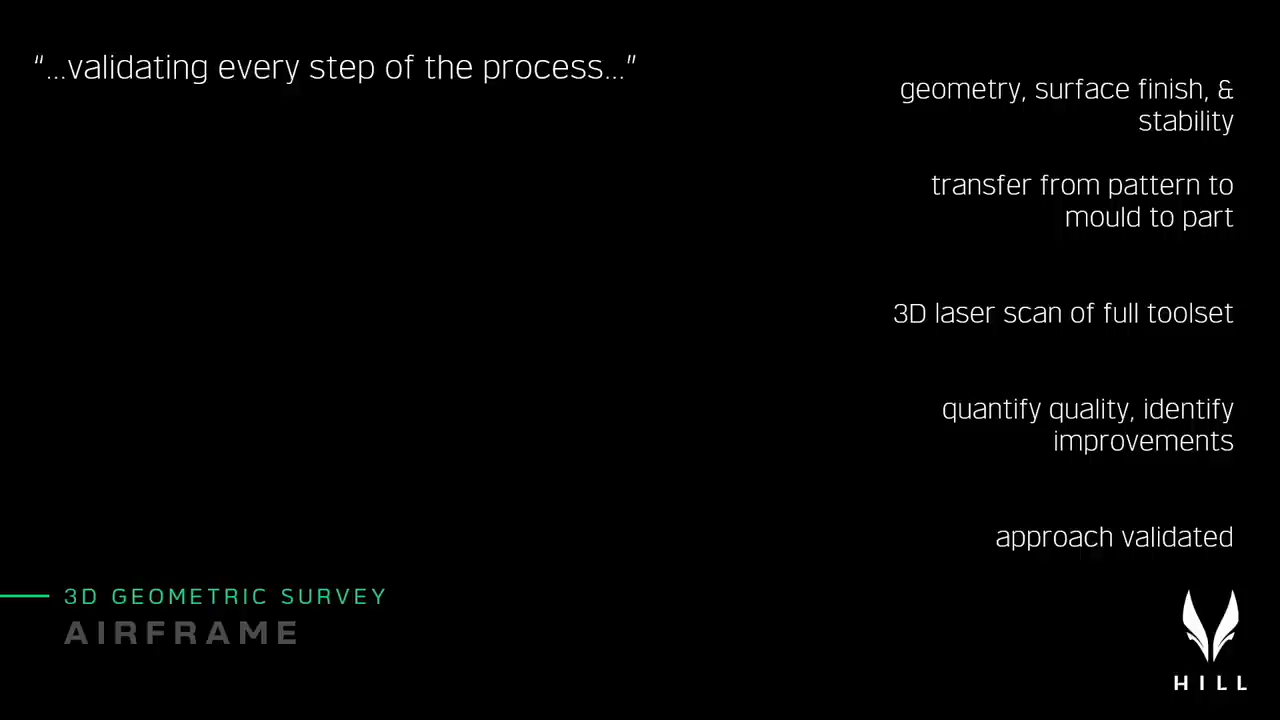 “...validating every step of the process...”
geometry, surface finish, &
stability
transfer from pattern to
mould to part
3D laser scan of full toolset
quantify quality, identify
improvements
approach validated
3D GEOMETRIC SURVEY
AIRFRAME
HILL